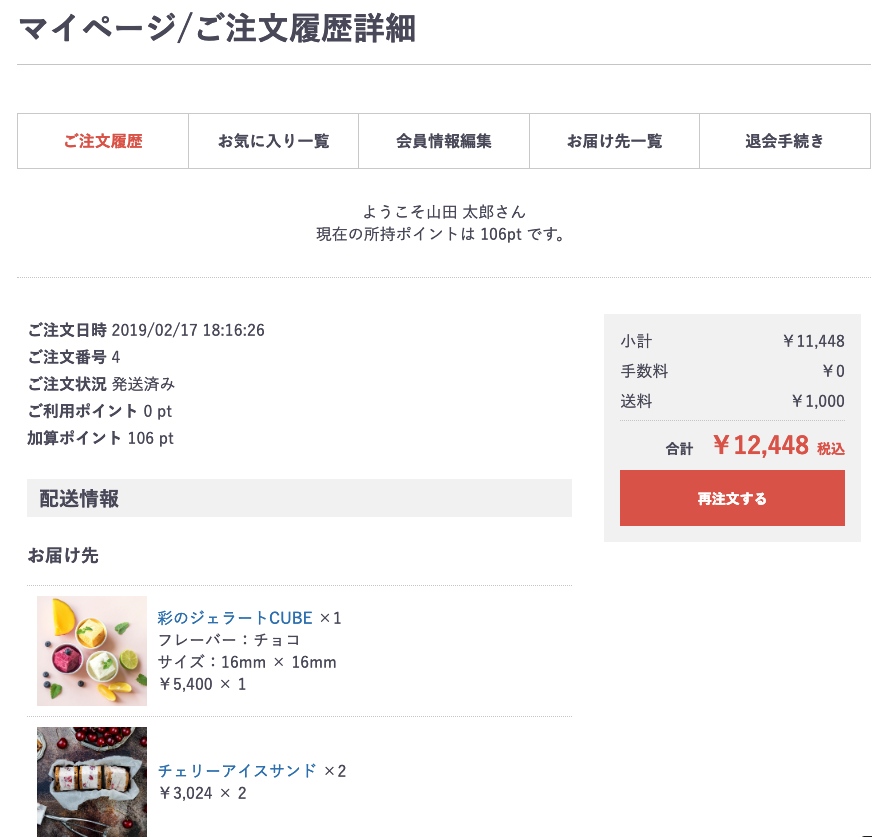 マイページ/ご注文履歴詳細
ご注文履歴
お気に入り一覧
会員情報編集
お届け先一覧
退会手続き
ようこそ山田 太郎さん
現在の所持ポイントは 106pt です。
ご注文日時 2019/02/17 18:16:26
ご注文番号 4
ご注文状況 発送済み
ご利用ポイント 0 pt
加算ポイント 106 pt
小計 ￥11,448
手数料 ￥0
送料 ￥1,000
合計 ￥12,448 税込
再注文する
配送情報
お届け先
彩のジェラートCUBE ×1
フレーバー：チョコ
サイズ：16mm × 16mm
￥5,400 × 1
チェリーアイスサンド ×2
￥3,024 × 2